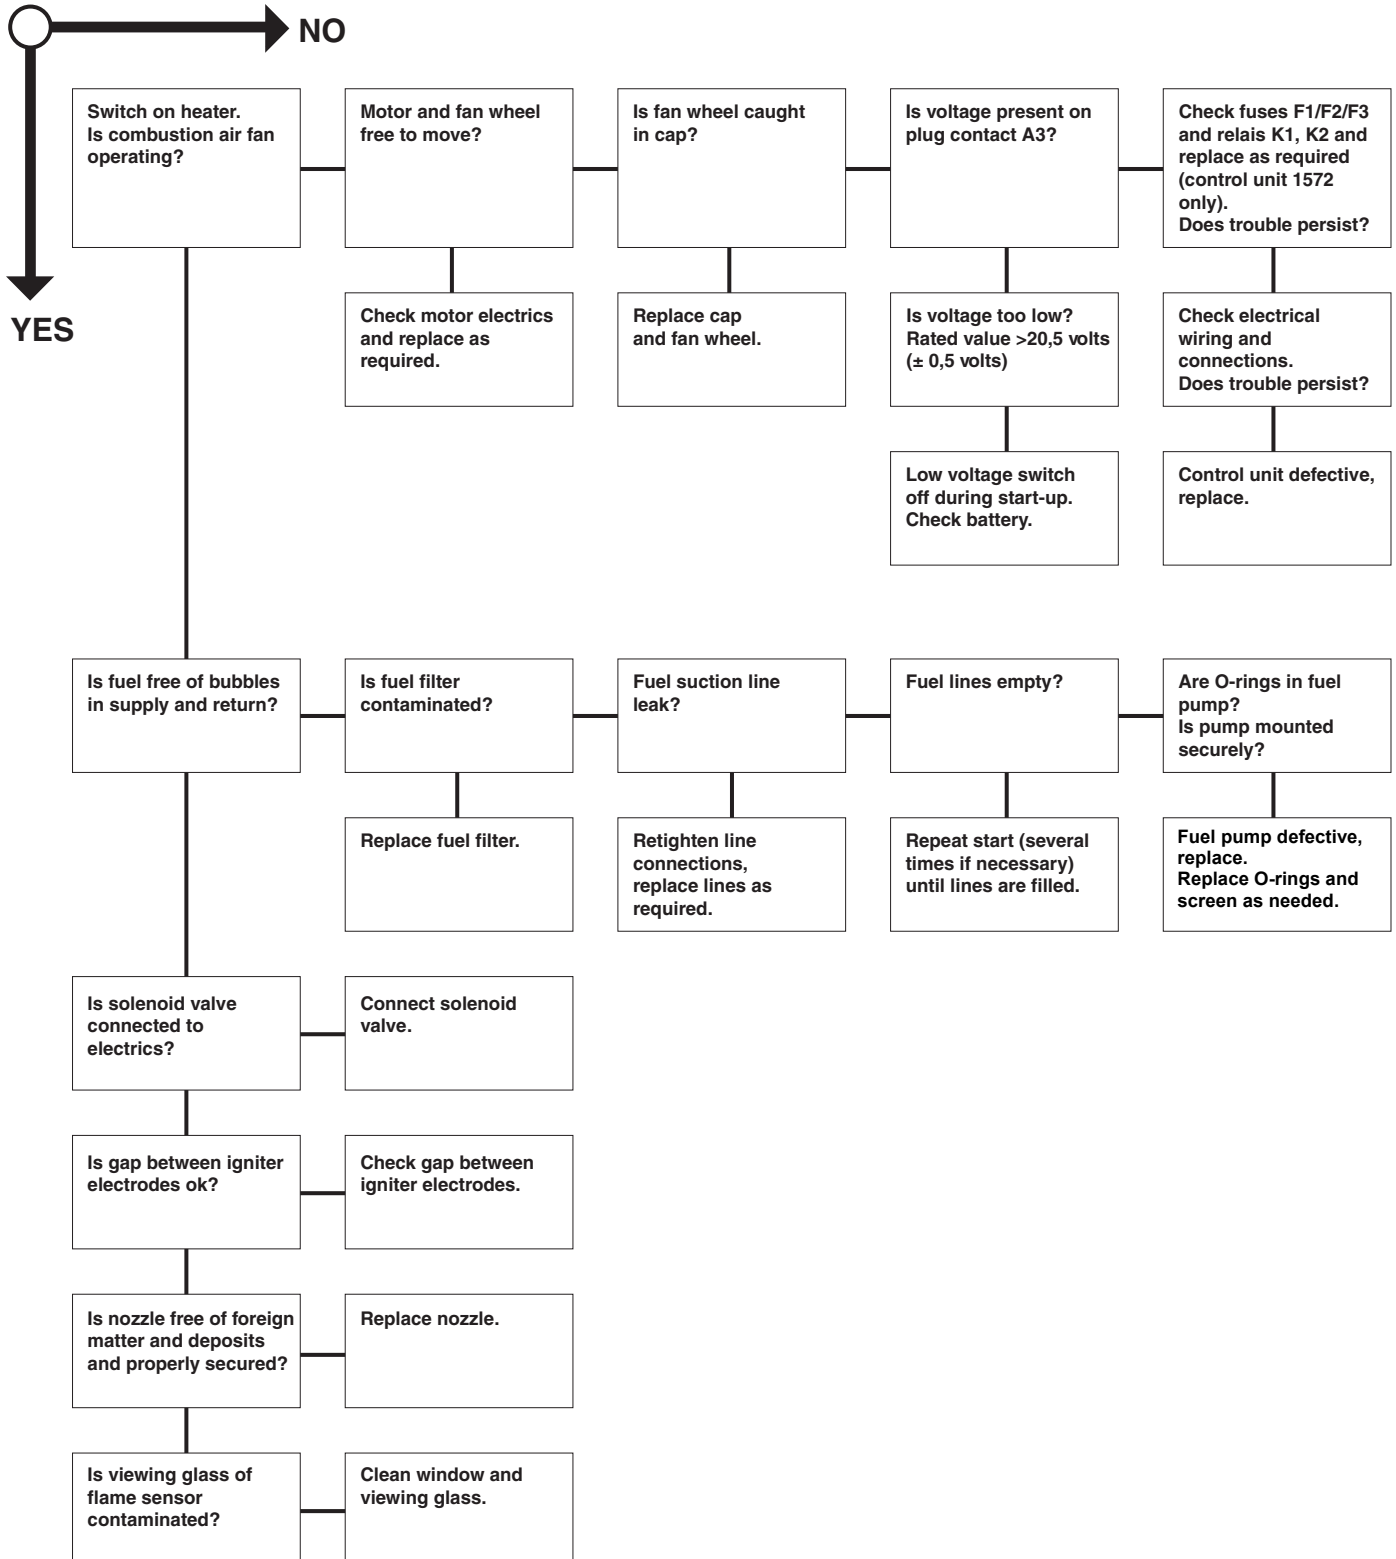 NO
YES
Switch on heater.
Is combustion air fan
operating?
Motor and fan wheel
free to move?
Is fan wheel caught
in cap?
Is voltage present on
plug contact A3?
Check fuses F1/F2/F3
and relais K1, K2 and
replace as required
(control unit 1572
only).
Does trouble persist?
Check motor electrics
and replace as
required.
Replace cap
and fan wheel.
Is voltage too low?
Rated value >20,5 volts
(± 0,5 volts)
Check electrical
wiring and
connections.
Does trouble persist?
Low voltage switch
off during start-up.
Check battery.
Control unit defective,
replace.
Is fuel free of bubbles
in supply and return?
Is fuel filter
contaminated?
Fuel suction line
leak?
Fuel lines empty?
Are O-rings in fuel
pump?
Is pump mounted
securely?
Replace fuel filter.
Retighten line
connections,
replace lines as
required.
Repeat start (several
times if necessary)
until lines are filled.
Fuel pump defective,
replace.
Replace O-rings and
screen as needed.
Is solenoid valve
connected to
electrics?
Connect solenoid
valve.
Is gap between igniter
electrodes ok?
Check gap between
igniter electrodes.
Is nozzle free of foreign
matter and deposits
and properly secured?
Replace nozzle.
Is viewing glass of
flame sensor
contaminated?
Clean window and
viewing glass.